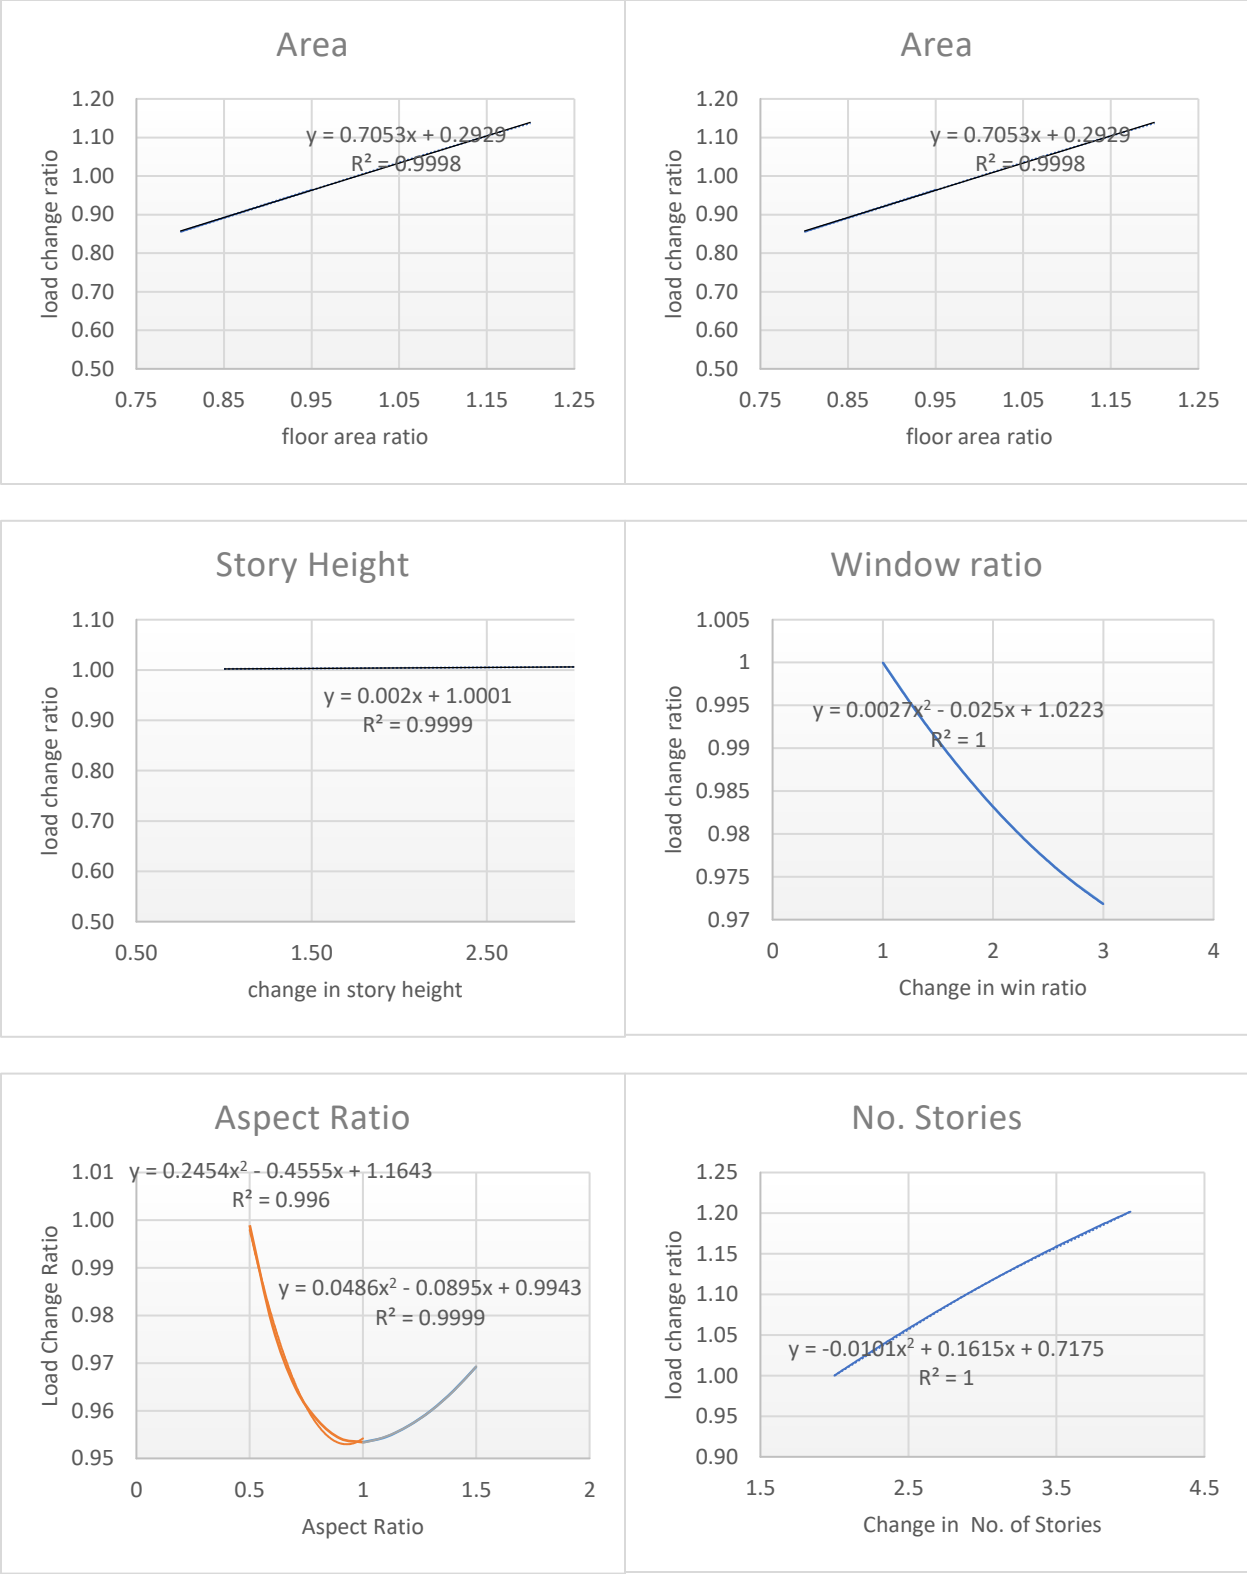 Area
1.20
1.10
1.00
0.90
0.80
0.70
0.60
0.50
load change ratio
y = 0.7053x + 0.2929
R² = 0.9998
0.75 0.85 0.95 1.05 1.15 1.25
floor area ratio
Area
1.20
1.10
1.00
0.90
0.80
0.70
0.60
0.50
load change ratio
y = 0.7053x + 0.2929
R² = 0.9998
0.75 0.85 0.95 1.05 1.15 1.25
floor area ratio
Story Height
1.10
1.00
0.90
0.80
0.70
0.60
0.50
load change ratio
y = 0.002x + 1.0001
R² = 0.9999
0.50 1.50 2.50
change in story height
Window ratio
1.005
1
0.995
0.99
0.985
0.98
0.975
0.97
load change ratio
y = 0.0027x² - 0.025x + 1.0223
R² = 1
0 1 2 3 4
Change in win ratio
Aspect Ratio
1.01
1.00
0.99
0.98
0.97
0.96
0.95
Load Change Ratio
y = 0.2454x² - 0.4555x + 1.1643
R² = 0.996
y = 0.0486x² - 0.0895x + 0.9943
R² = 0.9999
0 0.5 1 1.5 2
Aspect Ratio
No. Stories
1.25
1.20
1.15
1.10
1.05
1.00
0.95
0.90
load change ratio
y = -0.0101x² + 0.1615x + 0.7175
R² = 1
1.5 2.5 3.5 4.5
Change in No. of Stories